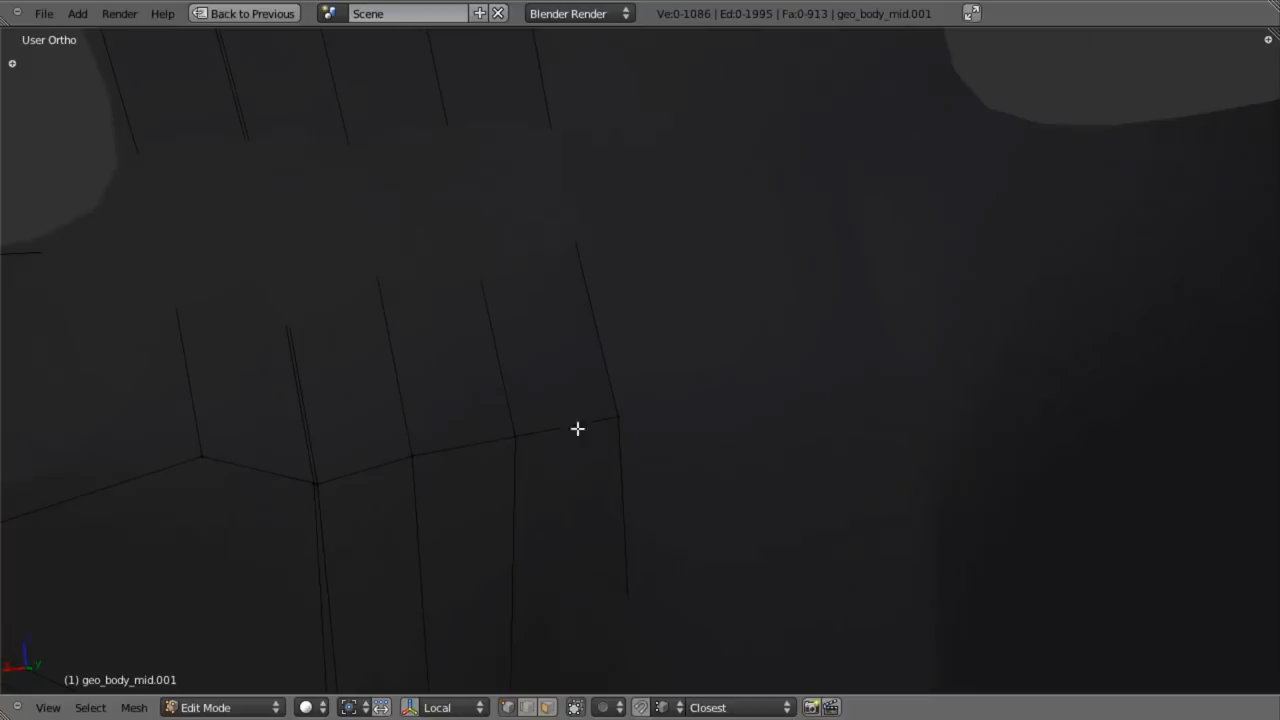 File Add Render Help Back to Previous Scene Blender Render Ve:0-1086 | Ed:0-1995 | Fa:0-913 | geo_body_mid.001
User Ortho
y
(1) geo_body_mid.001
View Select Mesh Edit Mode Local Closest